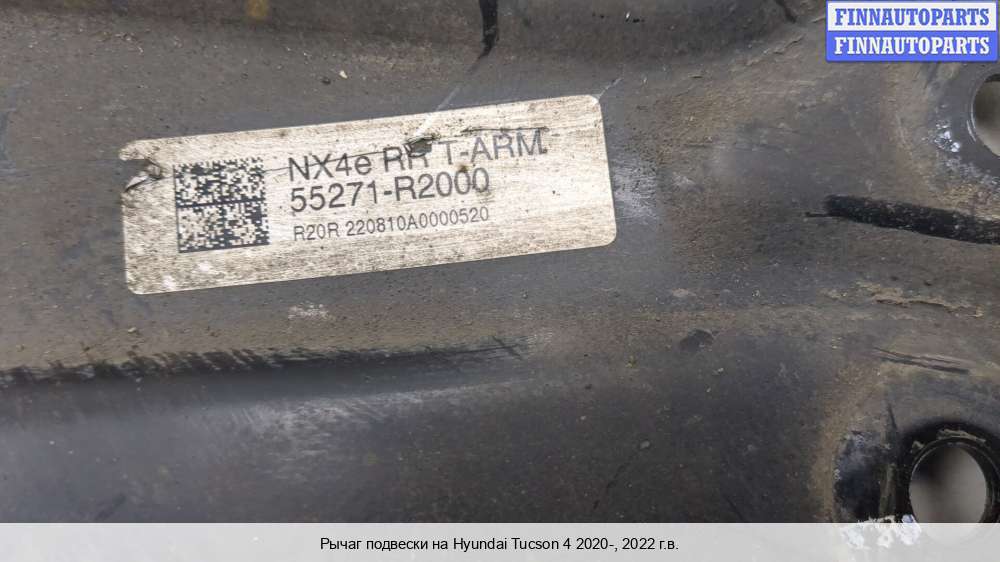 FINNAUTOPARTS
FINNAUTOPARTS
NX4e RR T-ARM.
55271-R2000
R20R 220810A0000520
Рычаг подвески на Hyundai Tucson 4 2020-, 2022 г.в.